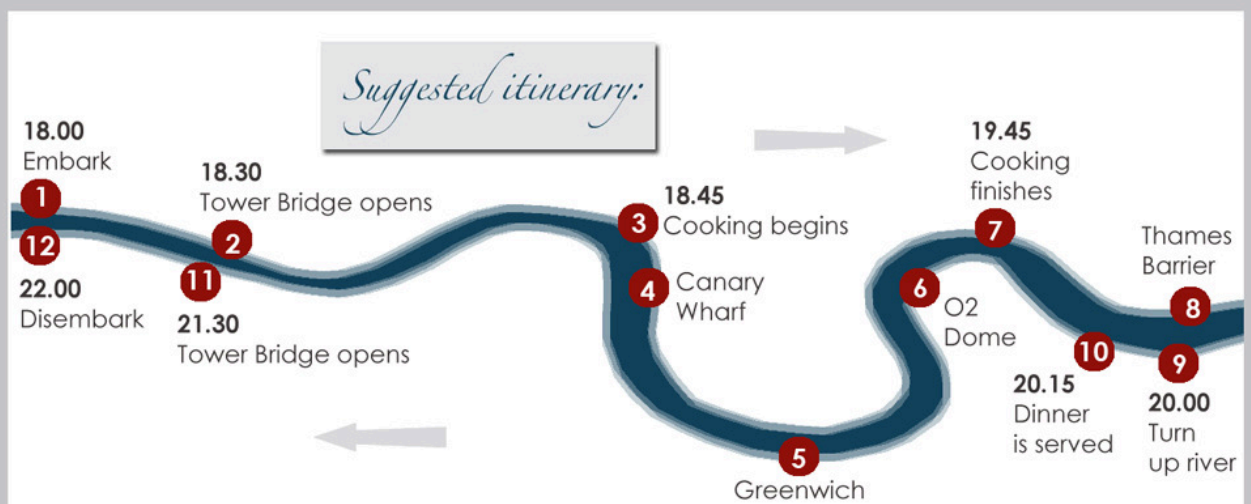 Suggested itinerary:
18.00
Embark
1
18.30
Tower Bridge opens
2
3
18.45
Cooking begins
4
Canary
Wharf
5
Greenwich
6
O2
Dome
19.45
Cooking
finishes
7
Thames
Barrier
8
9
20.00
Turn
up river
10
20.15
Dinner
is served
11
21.30
Tower Bridge opens
12
22.00
Disembark